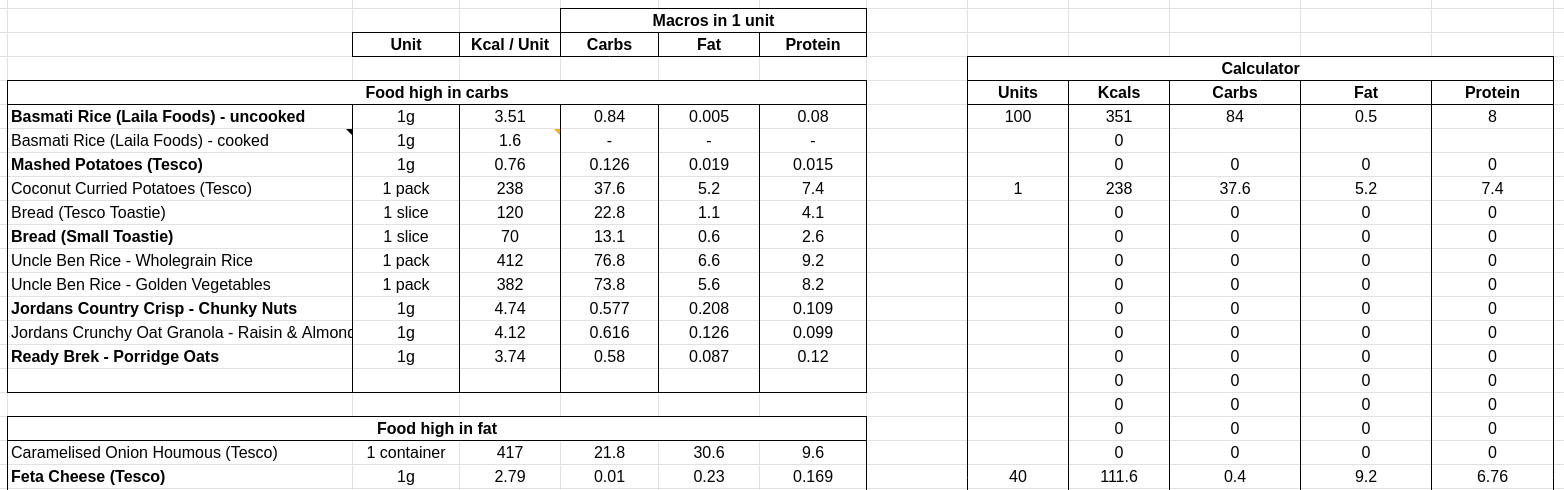 Macros in 1 unit
Unit Kcal / Unit Carbs Fat Protein
Calculator
Food high in carbs Units Kcals Carbs Fat Protein
Basmati Rice (Laila Foods) - uncooked 1g 3.51 0.84 0.005 0.08 100 351 84 0.5 8
Basmati Rice (Laila Foods) - cooked 1g 1.6 - - - 0
Mashed Potatoes (Tesco) 1g 0.76 0.126 0.019 0.015 0 0 0 0
Coconut Curried Potatoes (Tesco) 1 pack 238 37.6 5.2 7.4 1 238 37.6 5.2 7.4
Bread (Tesco Toastie) 1 slice 120 22.8 1.1 4.1 0 0 0 0
Bread (Small Toastie) 1 slice 70 13.1 0.6 2.6 0 0 0 0
Uncle Ben Rice - Wholegrain Rice 1 pack 412 76.8 6.6 9.2 0 0 0 0
Uncle Ben Rice - Golden Vegetables 1 pack 382 73.8 5.6 8.2 0 0 0 0
Jordans Country Crisp - Chunky Nuts 1g 4.74 0.577 0.208 0.109 0 0 0 0
Jordans Crunchy Oat Granola - Raisin & Almond 1g 4.12 0.616 0.126 0.099 0 0 0 0
Ready Brek - Porridge Oats 1g 3.74 0.58 0.087 0.12 0 0 0 0
0 0 0 0
0 0 0 0
Food high in fat 0 0 0 0
Caramelised Onion Houmous (Tesco) 1 container 417 21.8 30.6 9.6 0 0 0 0
Feta Cheese (Tesco) 1g 2.79 0.01 0.23 0.169 40 111.6 0.4 9.2 6.76